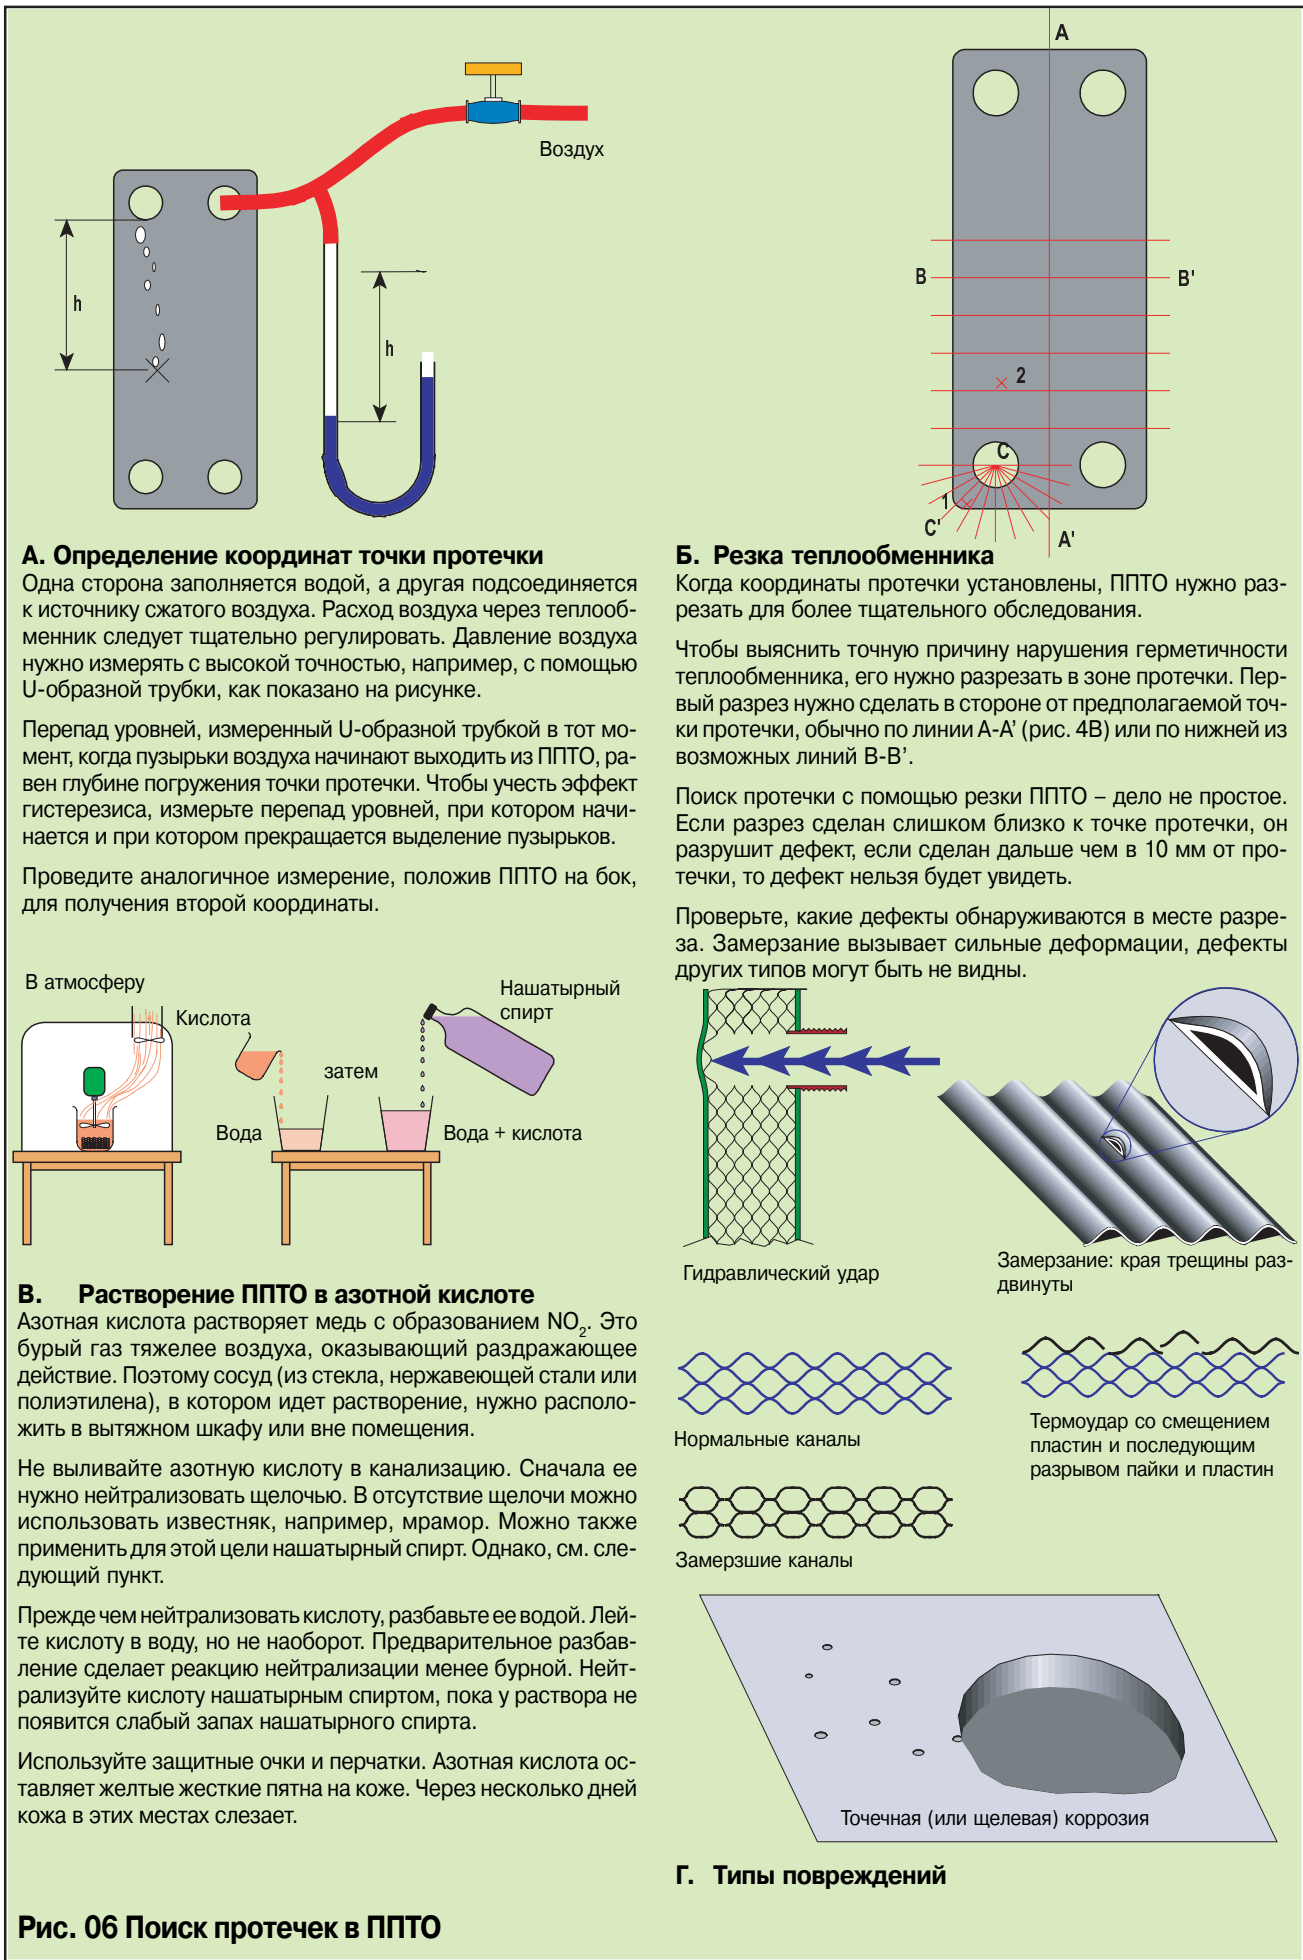 Воздух
h
h
А. Определение координат точки протечки
Одна сторона заполняется водой, а другая подсоединяется
к источнику сжатого воздуха. Расход воздуха через теплооб-
менник следует тщательно регулировать. Давление воздуха
нужно измерять с высокой точностью, например, с помощью
U-образной трубки, как показано на рисунке.
Перепад уровней, измеренный U-образной трубкой в тот мо-
мент, когда пузырьки воздуха начинают выходить из ППТО, ра-
вен глубине погружения точки протечки. Чтобы учесть эффект
гистерезиса, измерьте перепад уровней, при котором начи-
нается и при котором прекращается выделение пузырьков.
Проведите аналогичное измерение, положив ППТО на бок,
для получения второй координаты.
В атмосферу
Кислота
затем
Нашатырный
спирт
Вода
Вода + кислота
В. Растворение ППТО в азотной кислоте
Азотная кислота растворяет медь с образованием NO2. Это
бурый газ тяжелее воздуха, оказывающий раздражающее
действие. Поэтому сосуд (из стекла, нержавеющей стали или
полиэтилена), в котором идет растворение, нужно располо-
жить в вытяжном шкафу или вне помещения.
Не выливайте азотную кислоту в канализацию. Сначала ее
нужно нейтрализовать щелочью. В отсутствие щелочи можно
использовать известняк, например, мрамор. Можно также
применить для этой цели нашатырный спирт. Однако, см. сле-
дующий пункт.
Прежде чем нейтрализовать кислоту, разбавьте ее водой. Лей-
те кислоту в воду, но не наоборот. Предварительное разбав-
ление сделает реакцию нейтрализации менее бурной. Нейт-
рализуйте кислоту нашатырным спиртом, пока у раствора не
появится слабый запах нашатырного спирта.
Используйте защитные очки и перчатки. Азотная кислота ос-
тавляет желтые жесткие пятна на коже. Через несколько дней
кожа в этих местах слезает.
A
B
B'
2
C
1
C'
A'
Б. Резка теплообменника
Когда координаты протечки установлены, ППТО нужно раз-
резать для более тщательного обследования.
Чтобы выяснить точную причину нарушения герметичности
теплообменника, его нужно разрезать в зоне протечки. Пер-
вый разрез нужно сделать в стороне от предполагаемой точ-
ки протечки, обычно по линии А-А’ (рис. 4В) или по нижней из
возможных линий В-В’.
Поиск протечки с помощью резки ППТО – дело не простое.
Если разрез сделан слишком близко к точке протечки, он
разрушит дефект, если сделан дальше чем в 10 мм от про-
течки, то дефект нельзя будет увидеть.
Проверьте, какие дефекты обнаруживаются в месте разре-
за. Замерзание вызывает сильные деформации, дефекты
других типов могут быть не видны.
Гидравлический удар
Замерзание: края трещины раз-
двинуты
Нормальные каналы
Термоудар со смещением
пластин и последующим
разрывом пайки и пластин
Замерзшие каналы
Точечная (или щелевая) коррозия
Г. Типы повреждений
Рис. 06 Поиск протечек в ППТО